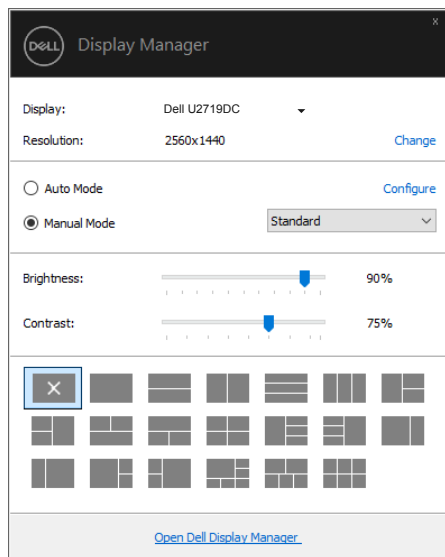 x
DELL Display Manager
Display: Dell U2719DC
Resolution: 2560x1440 Change
Auto Mode Configure
Manual Mode Standard
Brightness: 90%
Contrast: 75%
Open Dell Display Manager